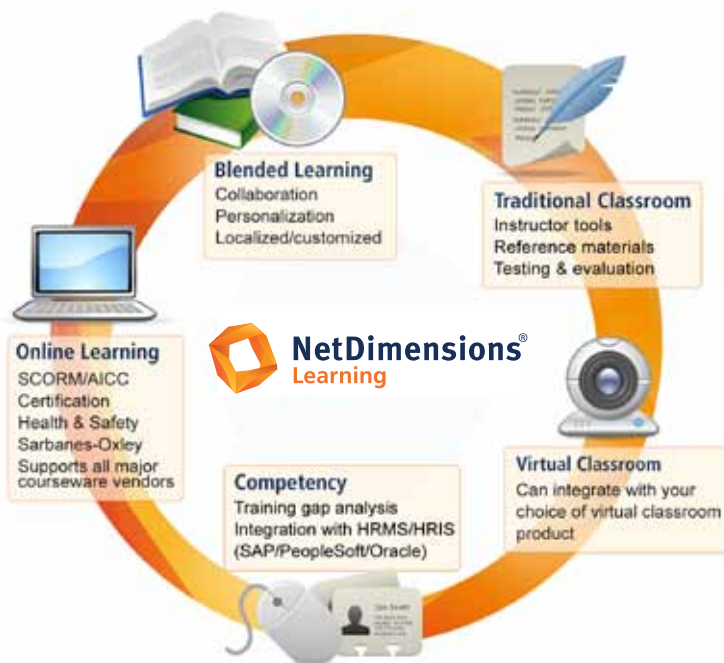 Blended Learning
Collaboration
Personalization
Localized/customized
Traditional Classroom
Instructor tools
Reference materials
Testing & evaluation
Online Learning
SCORM/AICC
Certification
Health & Safety
Sarbanes-Oxley
Supports all major
courseware vendors
NetDimensions®
Learning
Virtual Classroom
Can integrate with your
choice of virtual classroom
product
Competency
Training gap analysis
Integration with HRMS/HRIS
(SAP/PeopleSoft/Oracle)